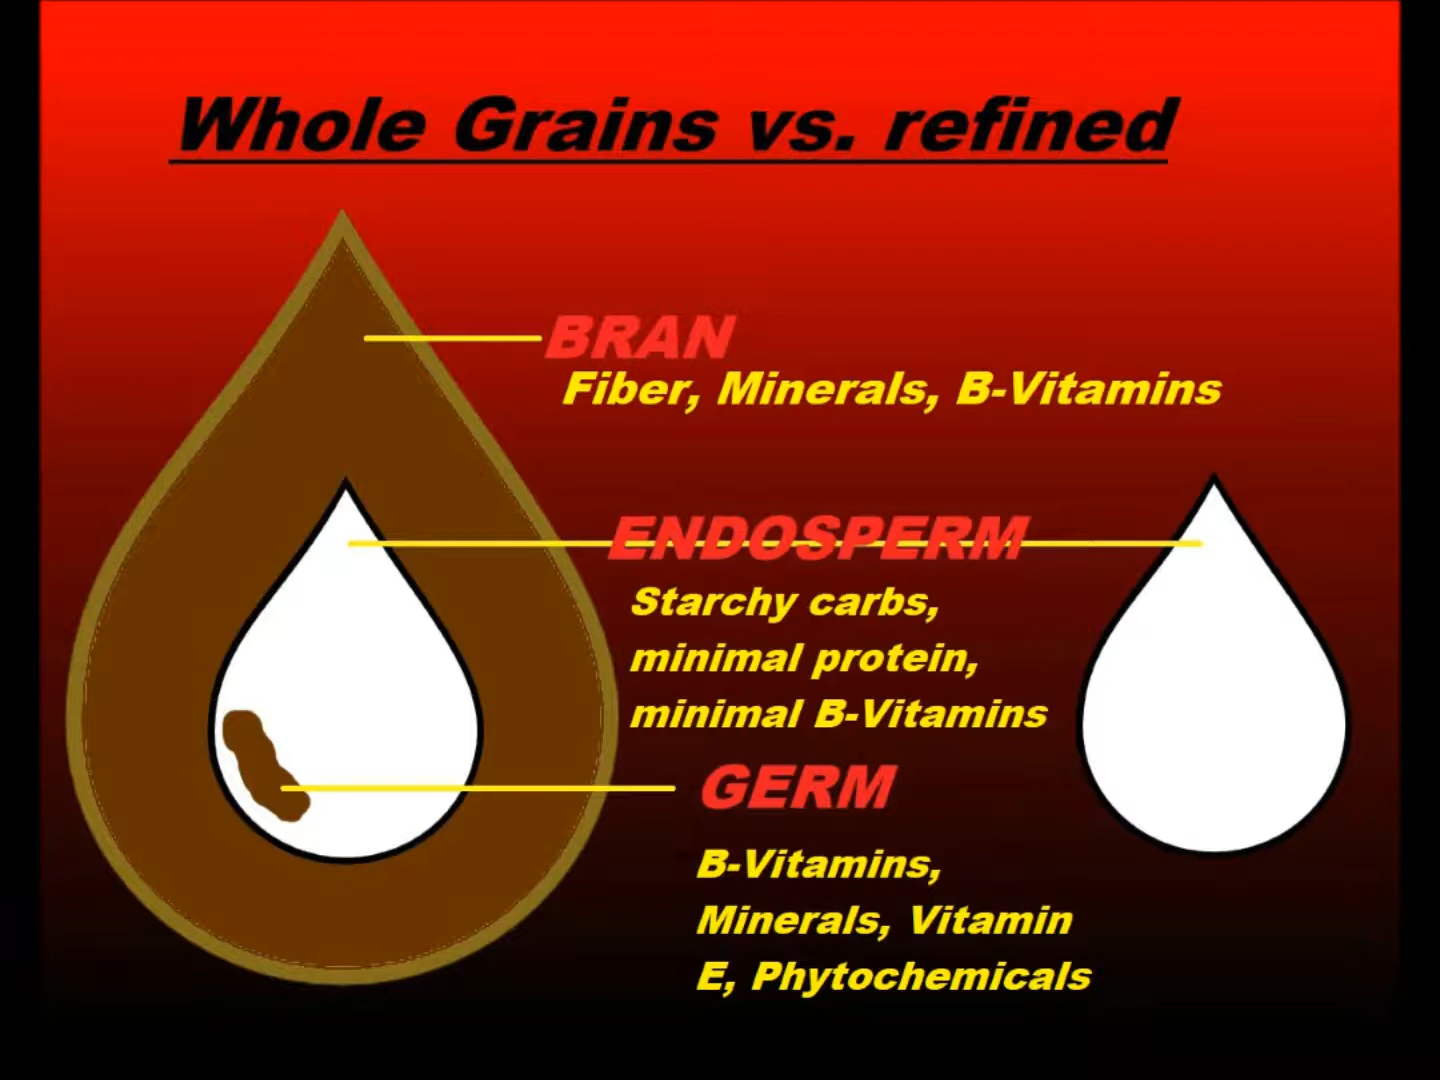 Whole Grains vs. refined
BRAN
Fiber, Minerals, B-Vitamins
ENDOSPERM
Starchy carbs,
minimal protein,
minimal B-Vitamins
GERM
B-Vitamins,
Minerals, Vitamin
E, Phytochemicals